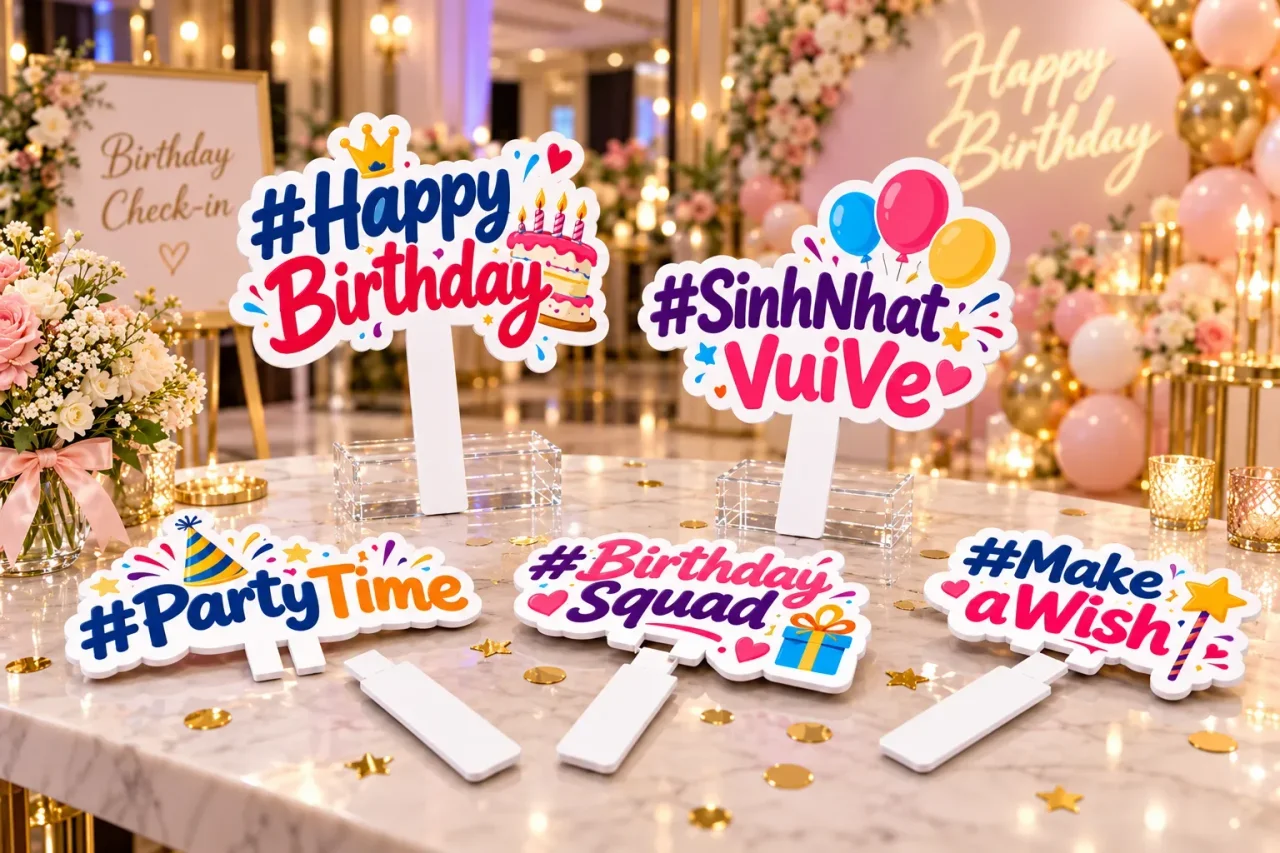 Birthday
Check-in
Happy
Birthday
#Happy
Birthday
#SinhNhat
VuiVe
#PartyTime
#Birthday
Squad
#Make
aWish